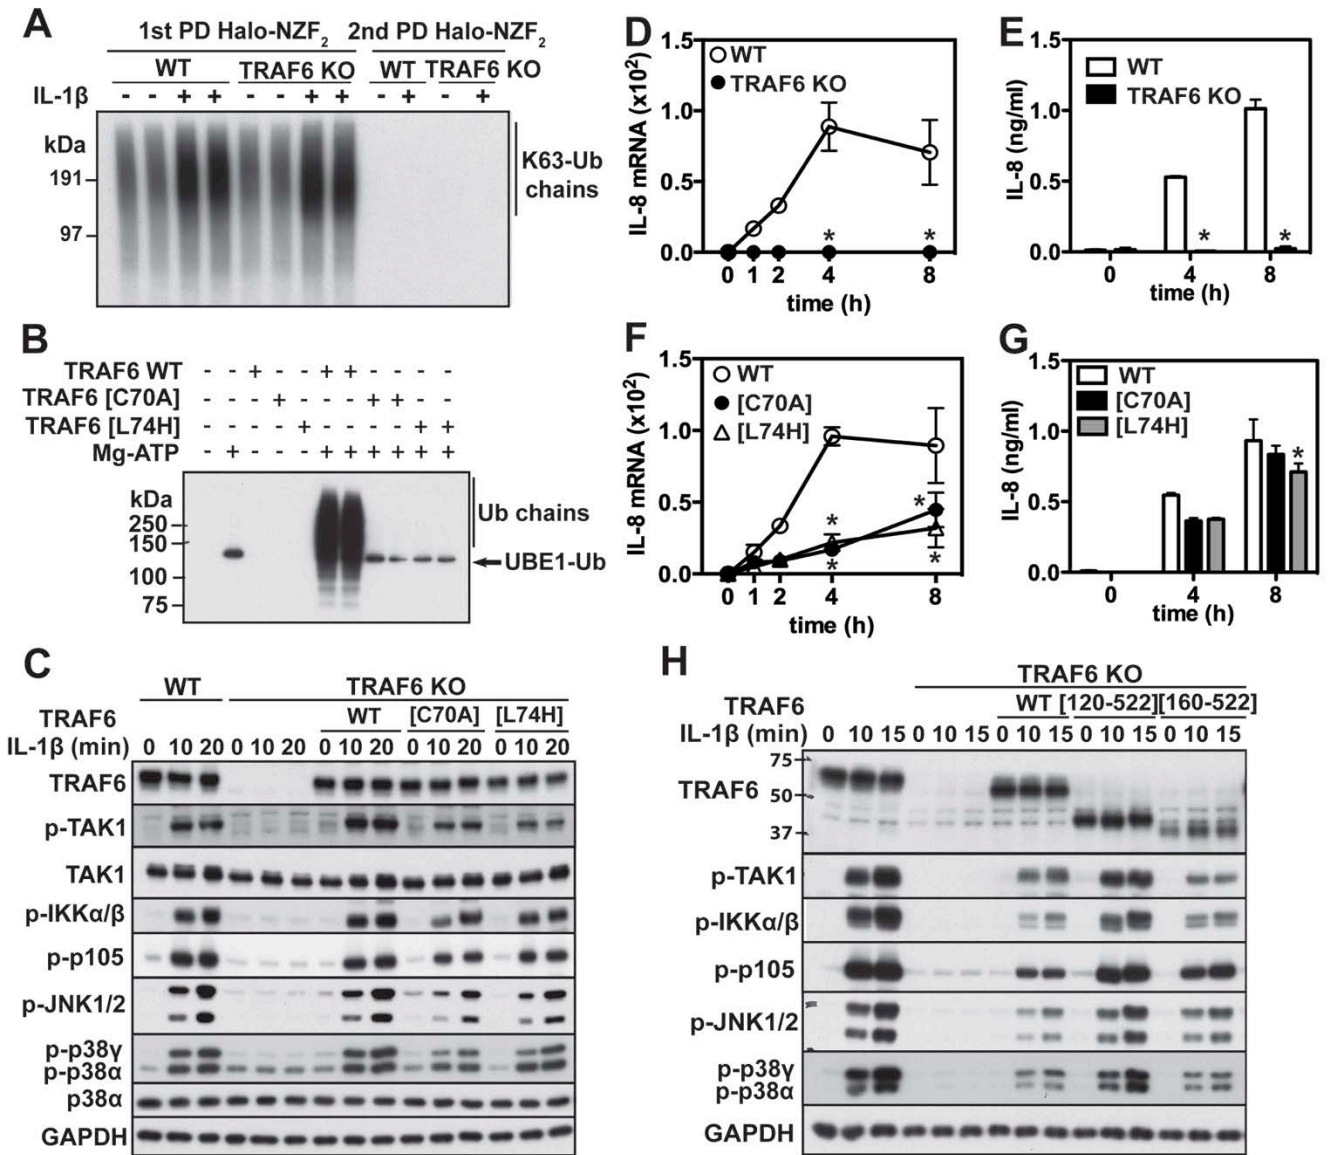 A
1st PD Halo-NZF2 2nd PD Halo-NZF2
WT TRAF6 KO WT TRAF6 KO
IL-1β - - + + - - + + - + - +
kDa
191
97
K63-Ub
chains
B
TRAF6 WT - - + - - + + - - - -
TRAF6 [C70A] - - - + - - - + + - -
TRAF6 [L74H] - - - - + - - - - + +
Mg-ATP - + - - - + + + + + +
kDa
250
150
100
75
Ub chains
UBE1-Ub
C
WT TRAF6 KO
TRAF6 WT [C70A] [L74H]
IL-1β (min) 0 10 20 0 10 20 0 10 20 0 10 20 0 10 20
TRAF6
p-TAK1
TAK1
p-IKKα/β
p-p105
p-JNK1/2
p-p38γ
p-p38α
p38α
GAPDH
D
IL-8 mRNA (x10²)
1.5
1.0
0.5
0.0
WT
TRAF6 KO
* *
0 1 2 4 8
time (h)
E
IL-8 (ng/ml)
1.5
1.0
0.5
0.0
WT
TRAF6 KO
* *
0 4 8
time (h)
F
IL-8 mRNA (x10²)
1.5
1.0
0.5
0.0
WT
[C70A]
[L74H]
* *
* *
0 1 2 4 8
time (h)
G
IL-8 (ng/ml)
1.5
1.0
0.5
0.0
WT
[C70A]
[L74H]
*
0 4 8
time (h)
H
TRAF6 KO
TRAF6 WT [120-522] [160-522]
IL-1β (min) 0 10 15 0 10 15 0 10 15 0 10 15 0 10 15
75
50
37
TRAF6
p-TAK1
p-IKKα/β
p-p105
p-JNK1/2
p-p38γ
p-p38α
GAPDH